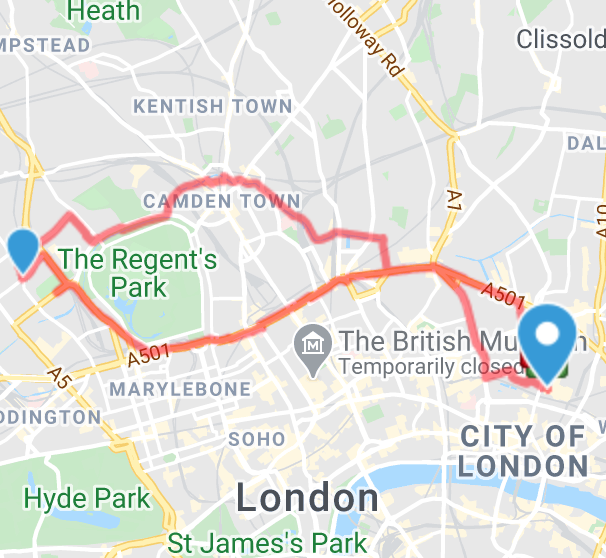 Heath
MPSTEAD
Holloway Rd
Clissold
KENTISH TOWN
DAL
CAMDEN TOWN
A1
A10
The Regent's
Park
A501
A501
The British Mu
m
Temporarily closed
A5
MARYLEBONE
DDINGTON
SOHO
CITY OF
LONDON
W
Hyde Park
London
St James's Park